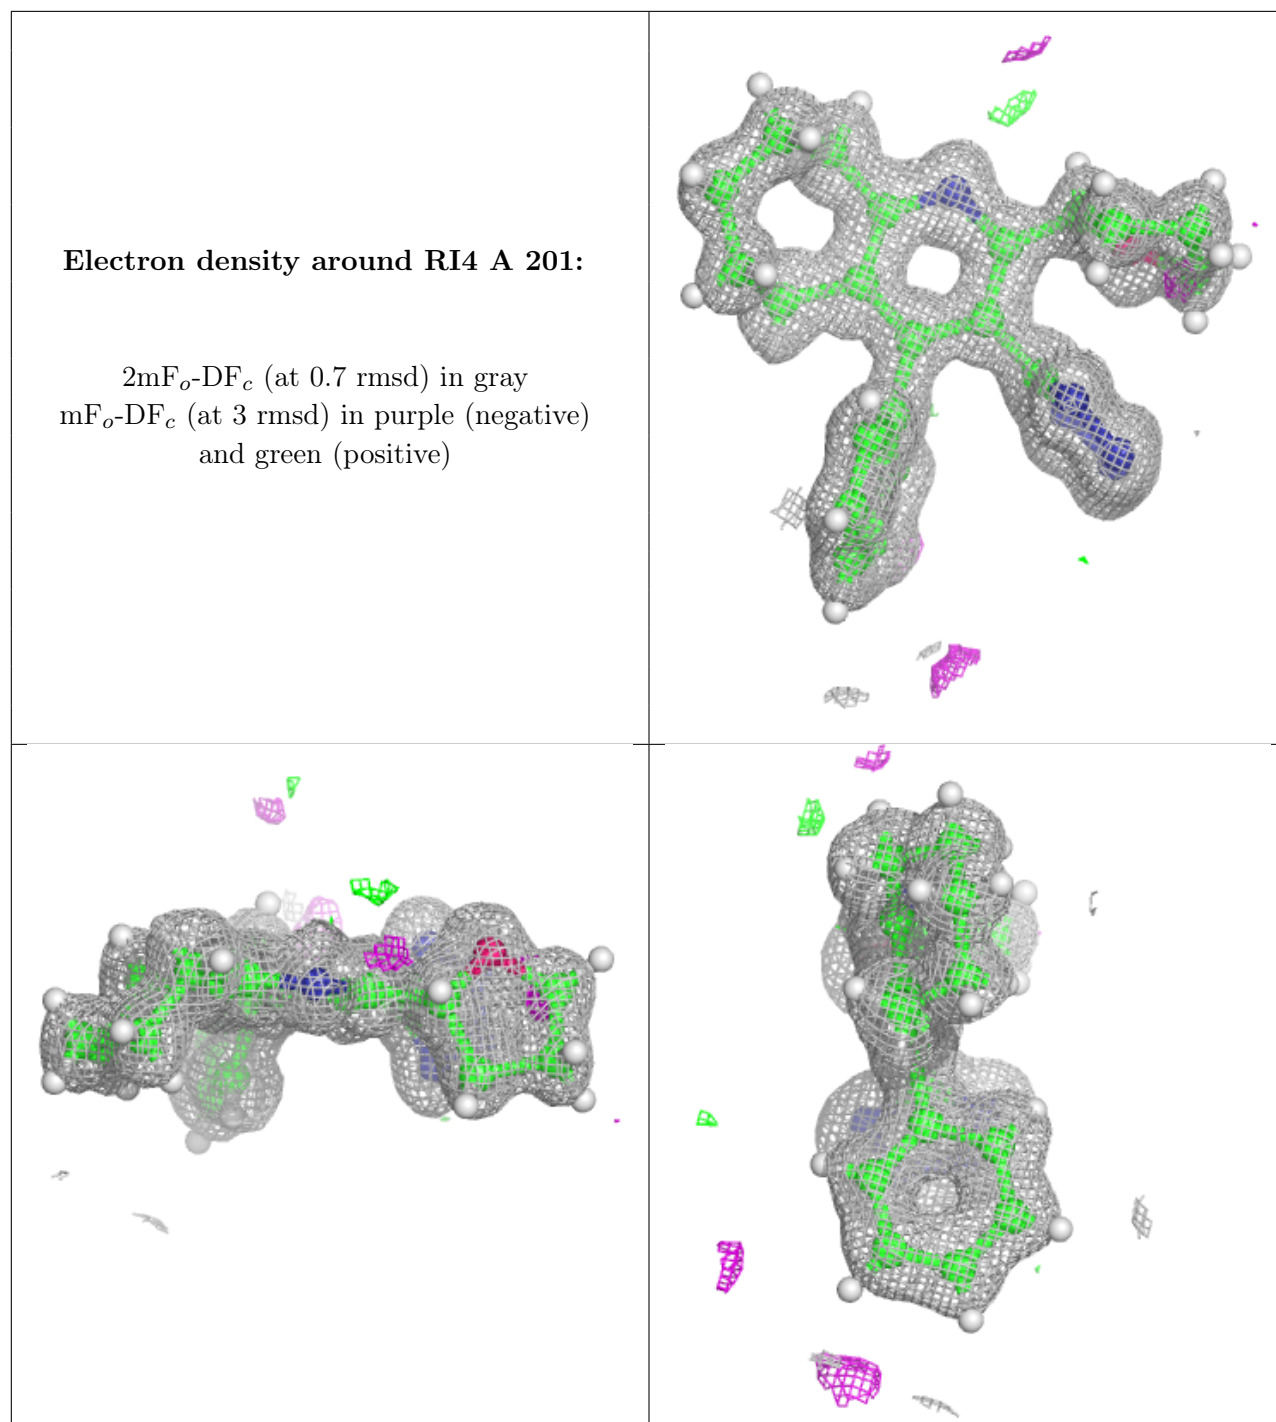 Electron density around RI4 A 201:
2mFo-DFc (at 0.7 rmsd) in gray
mFo-DFc (at 3 rmsd) in purple (negative)
and green (positive)